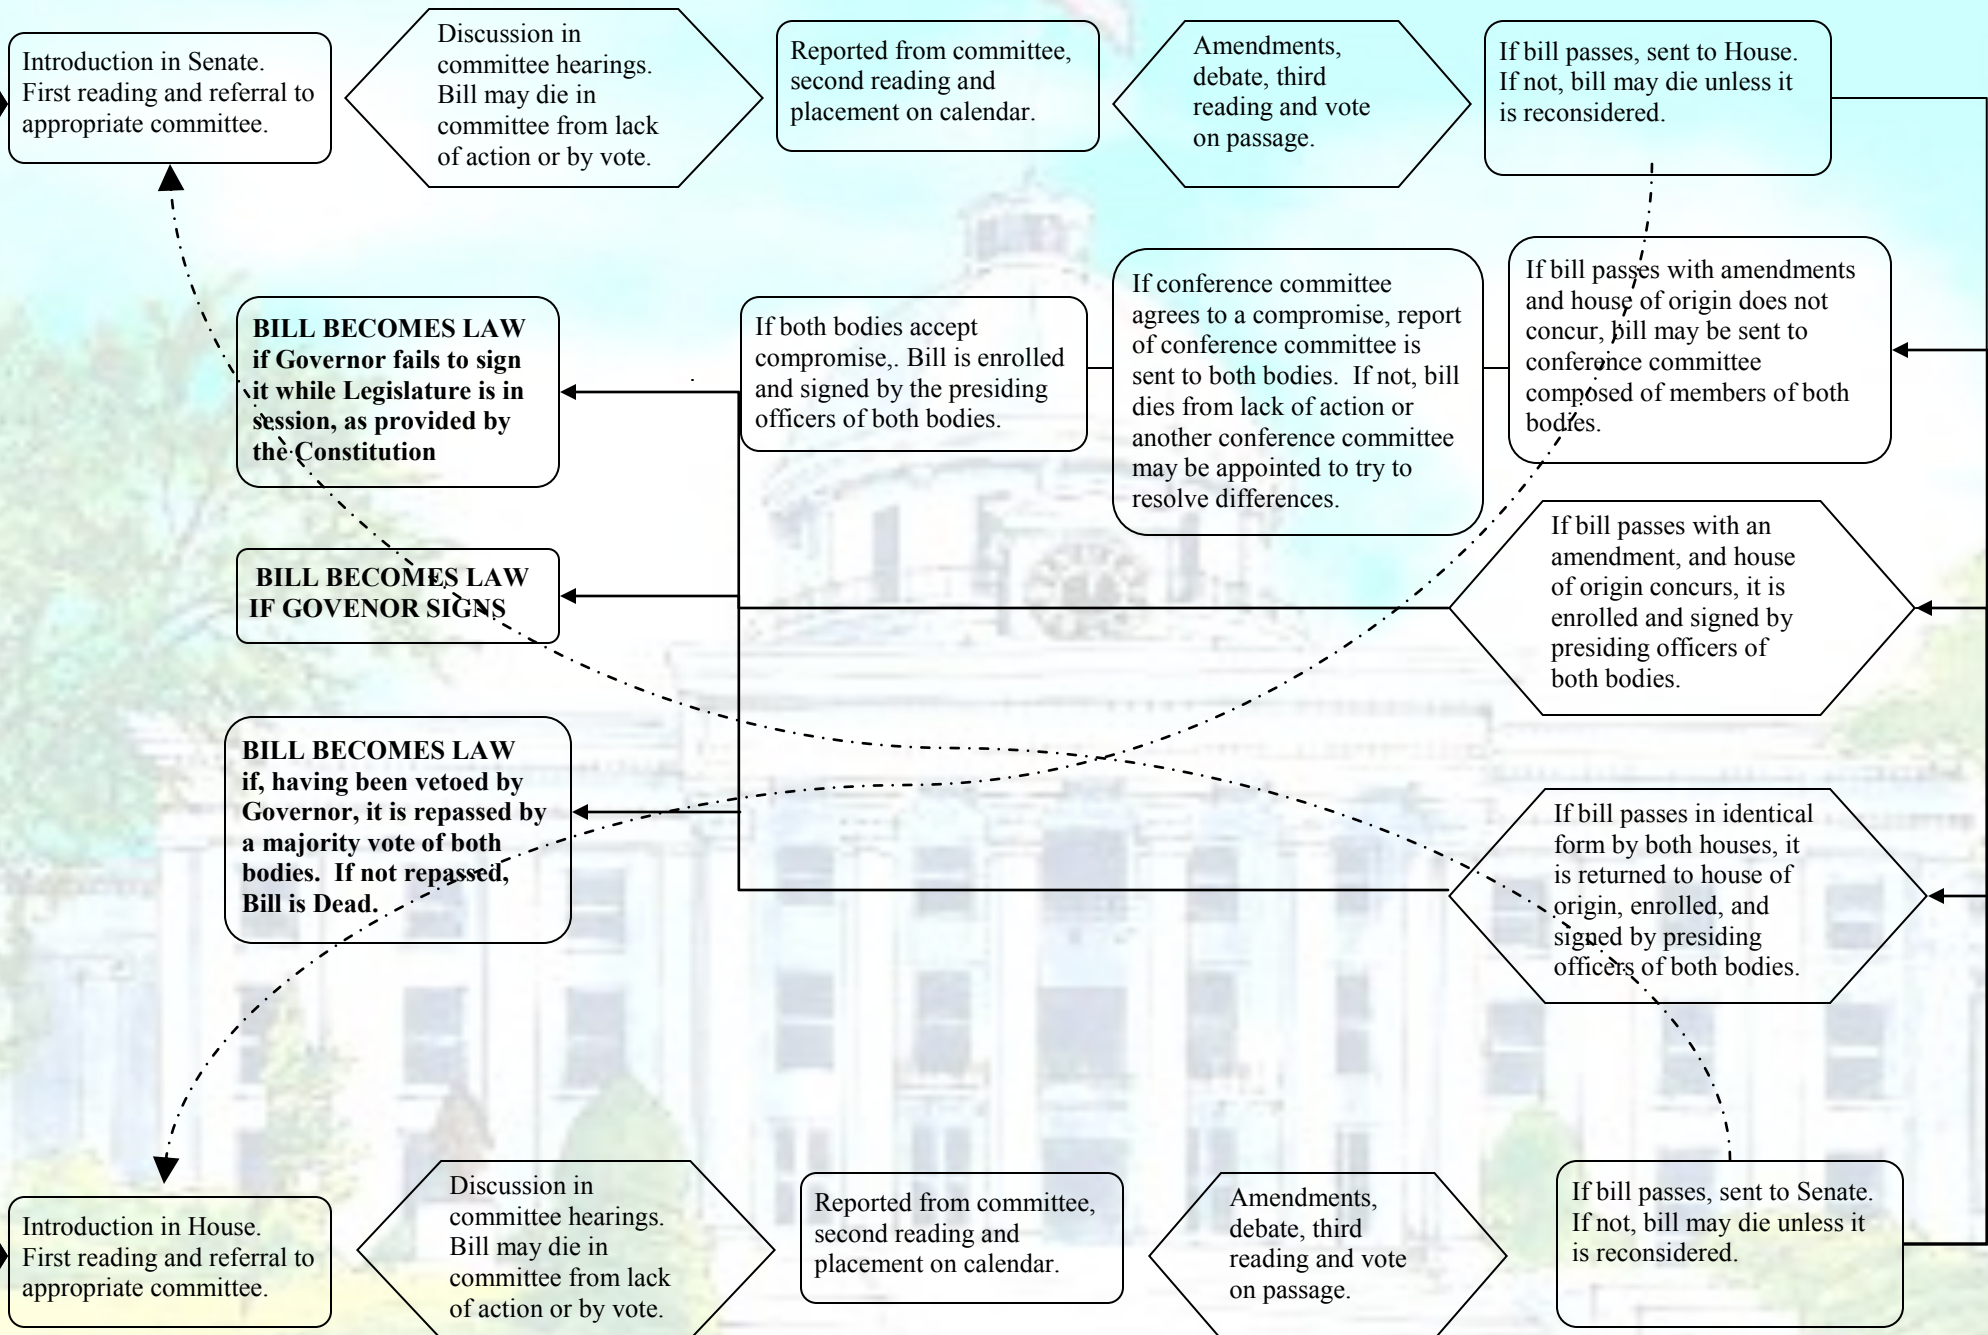 Introduction in Senate.
First reading and referral to
appropriate committee.
Discussion in
committee hearings.
Bill may die in
committee from lack
of action or by vote.
Reported from committee,
second reading and
placement on calendar.
Amendments,
debate, third
reading and vote
on passage.
If bill passes, sent to House.
If not, bill may die unless it
is reconsidered.
BILL BECOMES LAW
if Governor fails to sign
it while Legislature is in
session, as provided by
the Constitution
If both bodies accept
compromise,. Bill is enrolled
and signed by the presiding
officers of both bodies.
If conference committee
agrees to a compromise, report
of conference committee is
sent to both bodies.  If not, bill
dies from lack of action or
another conference committee
may be appointed to try to
resolve differences.
If bill passes with amendments
and house of origin does not
concur, bill may be sent to
conference committee
composed of members of both
bodies.
BILL BECOMES LAW
IF GOVENOR SIGNS
If bill passes with an
amendment, and house
of origin concurs, it is
enrolled and signed by
presiding officers of
both bodies.
BILL BECOMES LAW
if, having been vetoed by
Governor, it is repassed by
a majority vote of both
bodies.  If not repassed,
Bill is Dead.
If bill passes in identical
form by both houses, it
is returned to house of
origin, enrolled, and
signed by presiding
officers of both bodies.
Introduction in House.
First reading and referral to
appropriate committee.
Discussion in
committee hearings.
Bill may die in
committee from lack
of action or by vote.
Reported from committee,
second reading and
placement on calendar.
Amendments,
debate, third
reading and vote
on passage.
If bill passes, sent to Senate.
If not, bill may die unless it
is reconsidered.